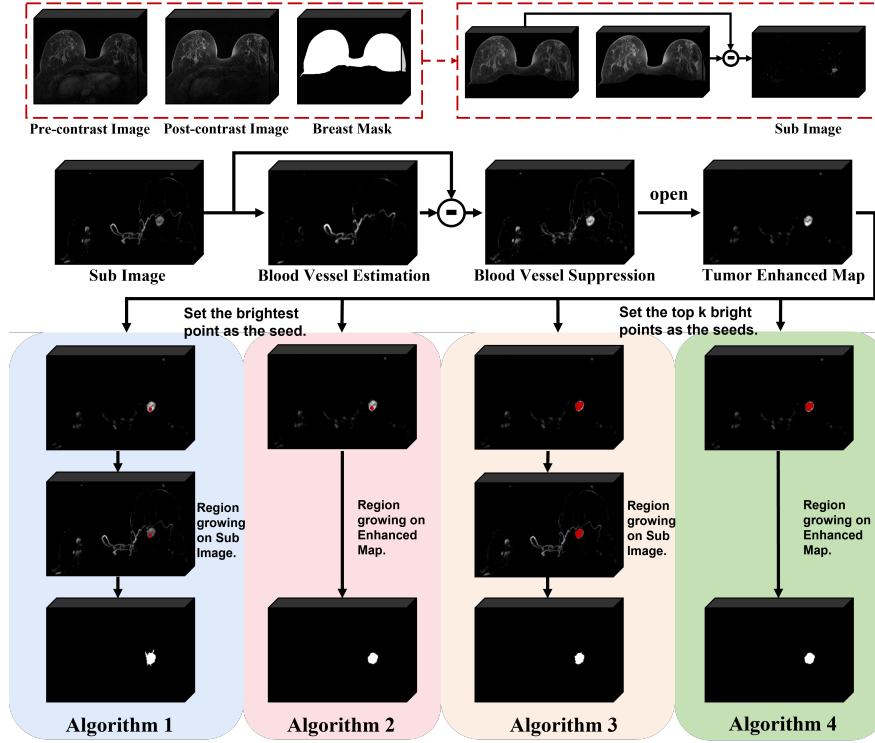 Pre-contrast Image
Post-contrast Image
Breast Mask
Sub Image
open
Sub Image
Blood Vessel Estimation
Blood Vessel Suppression
Tumor Enhanced Map
Set the brightest
point as the seed.
Set the top k bright
points as the seeds.
Region
growing
on Sub
Image.
Region
growing on
Enhanced
Map.
Region
growing
on Sub
Image.
Region
growing on
Enhanced
Map.
Algorithm 1
Algorithm 2
Algorithm 3
Algorithm 4